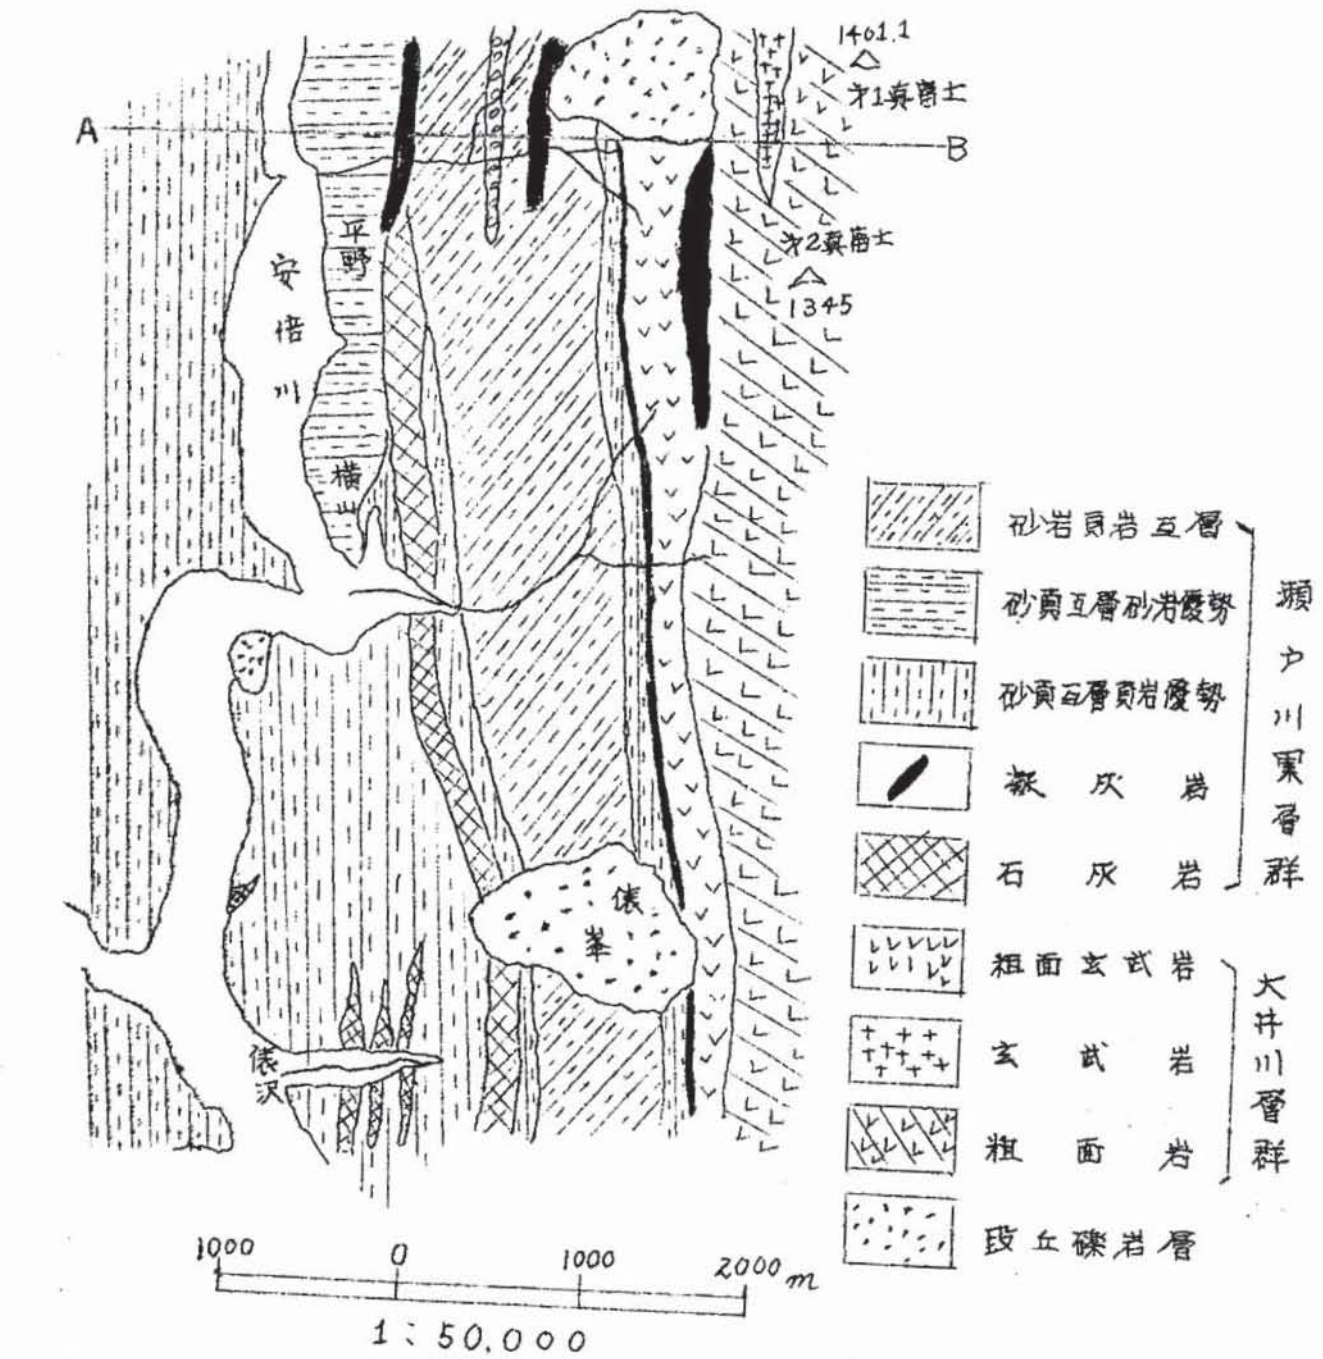 1401.1
才1真富士
A
B
平野
才2真富士
1345
安倍川
横山
砂岩頁岩互層
砂頁互層砂岩優勢
砂頁互層頁岩優勢
凝灰岩
石灰岩
瀬戸川累層群
粗面玄武岩
玄武岩
粗面岩
大井川層群
段丘礫岩層
俵峯
俵沢
1000 0 1000 2000 m
1:50.000